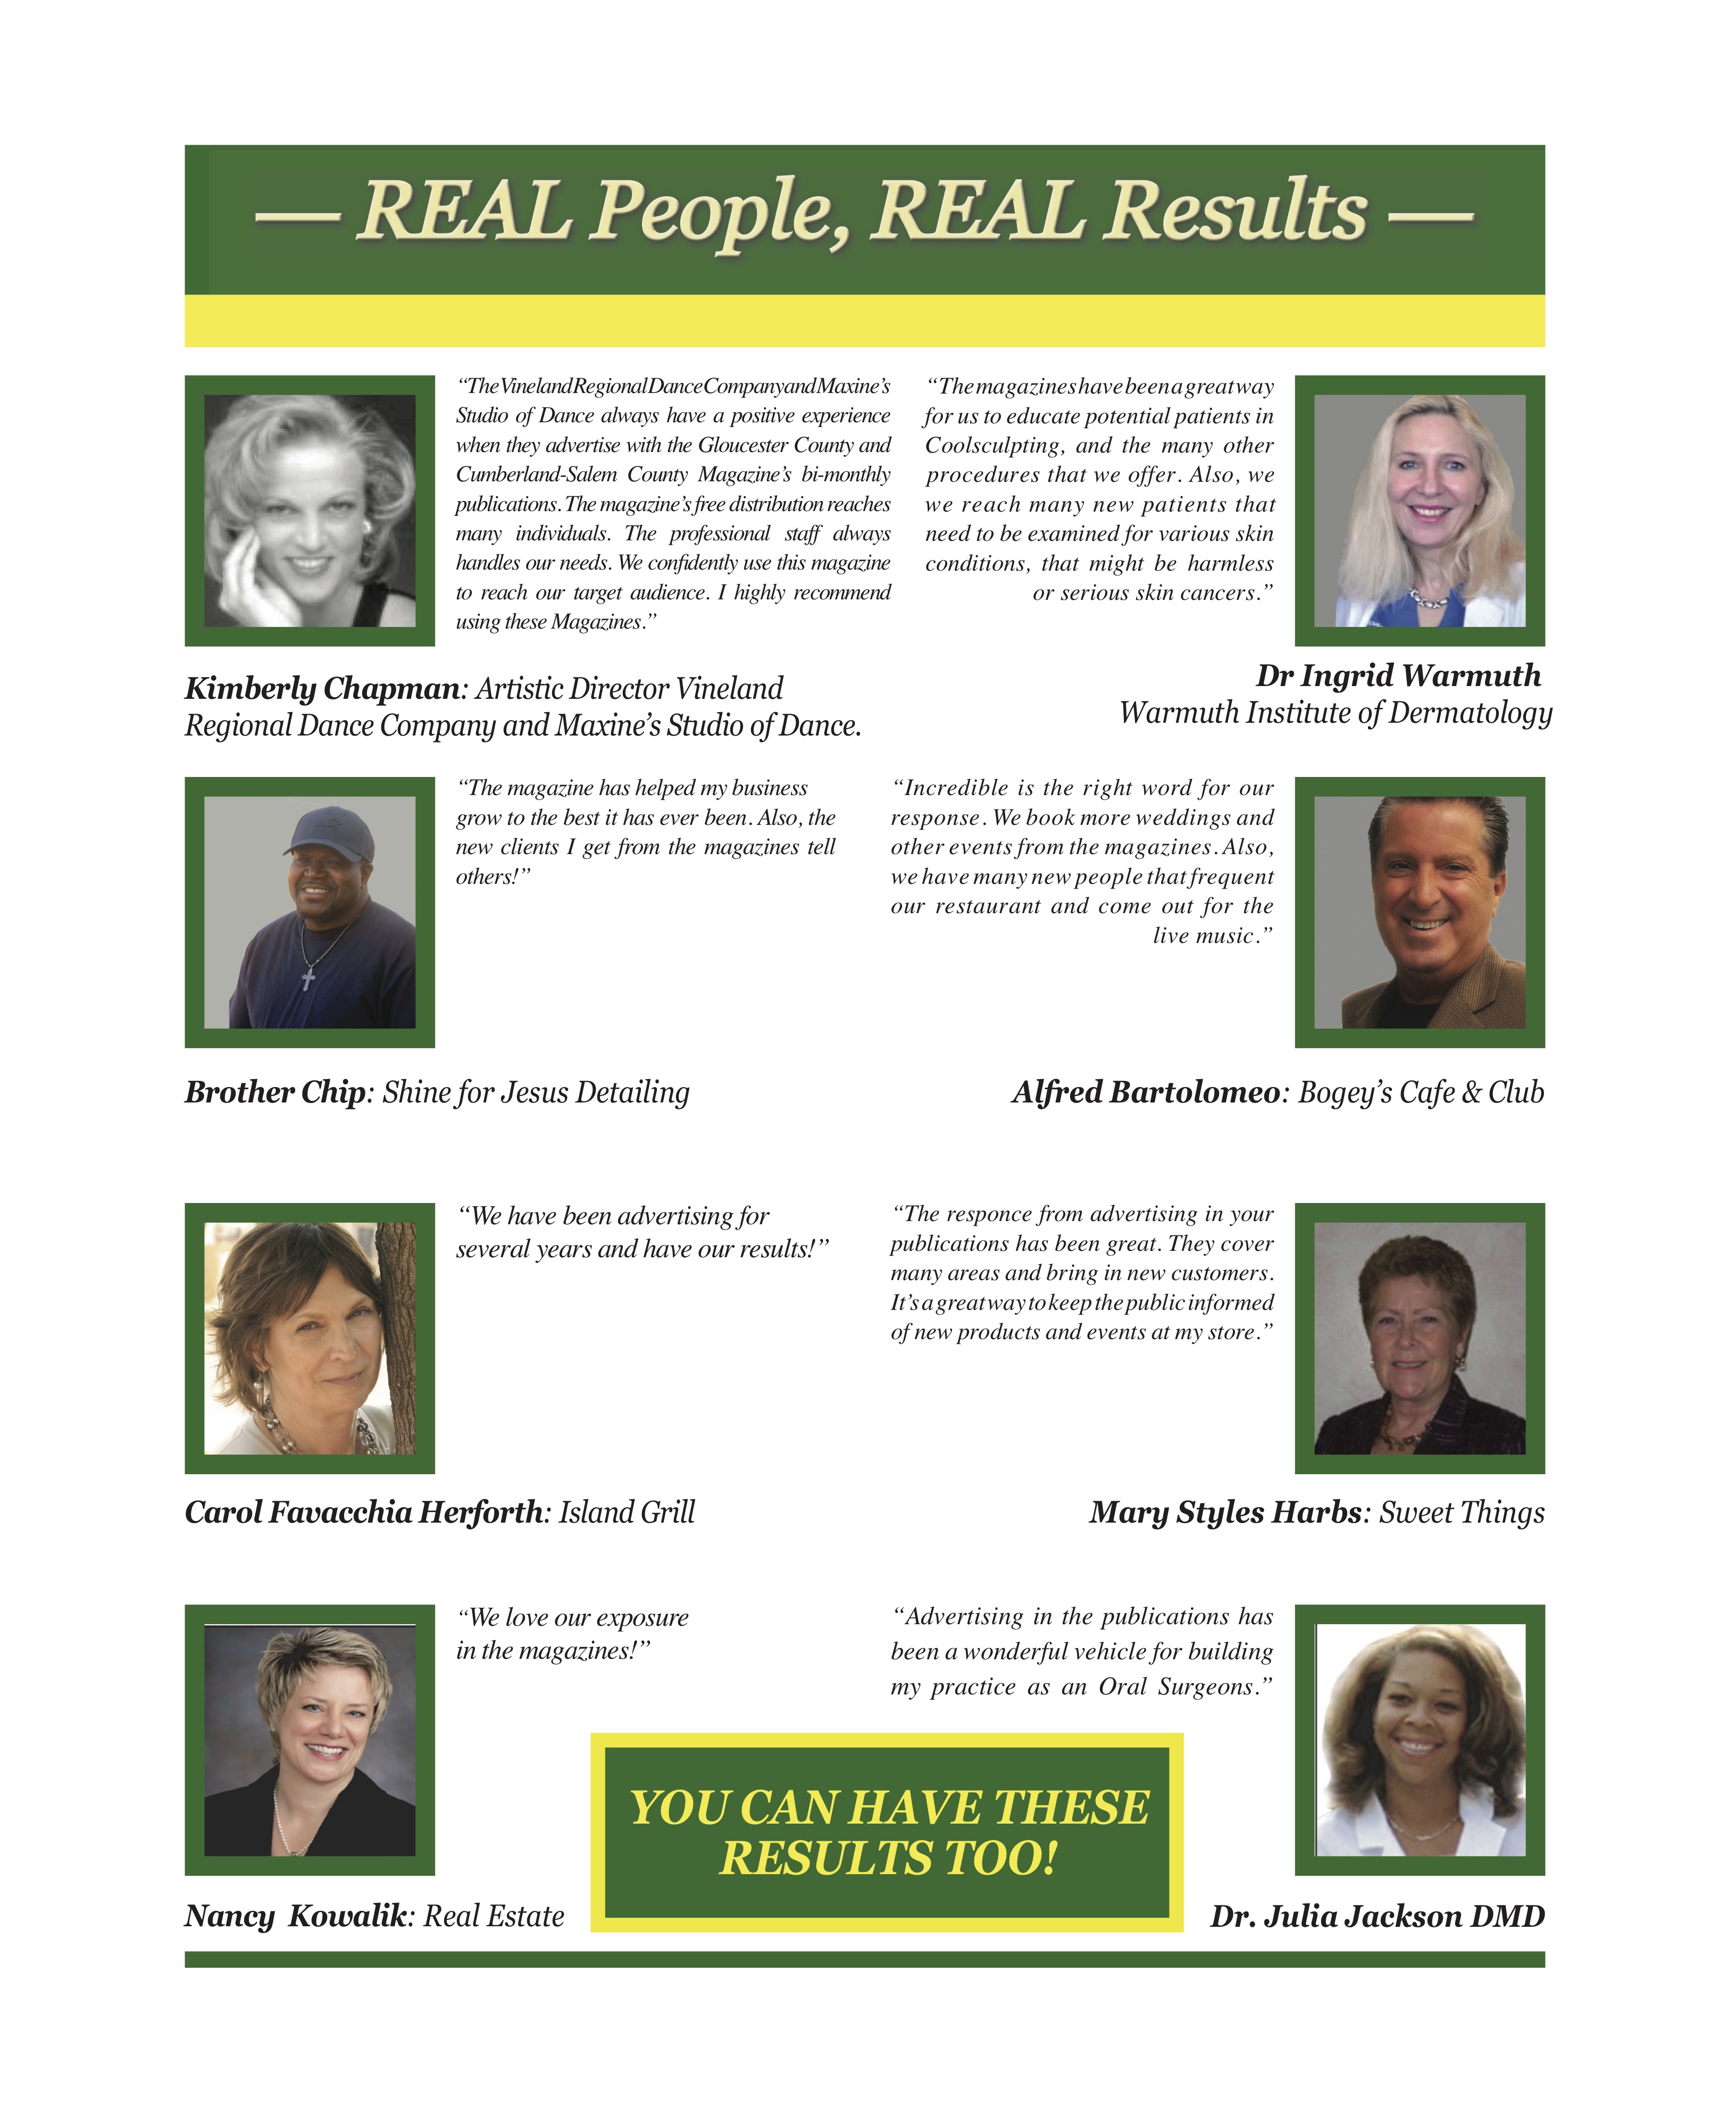 — REAL People, REAL Results —
“The Vineland Regional Dance Company and Maxine’s
Studio of Dance always have a positive experience
when they advertise with the Gloucester County and
Cumberland-Salem County Magazine’s bi-monthly
publications. The magazine’s free distribution reaches
many individuals. The professional staff always
handles our needs. We confidently use this magazine
to reach our target audience. I highly recommend
using these Magazines.”
Kimberly Chapman: Artistic Director Vineland
Regional Dance Company and Maxine’s Studio of Dance.
“The magazines have been a great way
for us to educate potential patients in
Coolsculpting, and the many other
procedures that we offer. Also, we
we reach many new patients that
need to be examined for various skin
conditions, that might be harmless
or serious skin cancers.”
Dr Ingrid Warmuth
Warmuth Institute of Dermatology
“The magazine has helped my business
grow to the best it has ever been. Also, the
new clients I get from the magazines tell
others!”
Brother Chip: Shine for Jesus Detailing
“Incredible is the right word for our
response. We book more weddings and
other events from the magazines. Also,
we have many new people that frequent
our restaurant and come out for the
live music.”
Alfred Bartolomeo: Bogey’s Cafe & Club
“We have been advertising for
several years and have our results!”
Carol Favacchia Herforth: Island Grill
“The responce from advertising in your
publications has been great. They cover
many areas and bring in new customers.
It’s a great way to keep the public informed
of new products and events at my store.”
Mary Styles Harbs: Sweet Things
“We love our exposure
in the magazines!”
Nancy Kowalik: Real Estate
“Advertising in the publications has
been a wonderful vehicle for building
my practice as an Oral Surgeons.”
Dr. Julia Jackson DMD
YOU CAN HAVE THESE
RESULTS TOO!